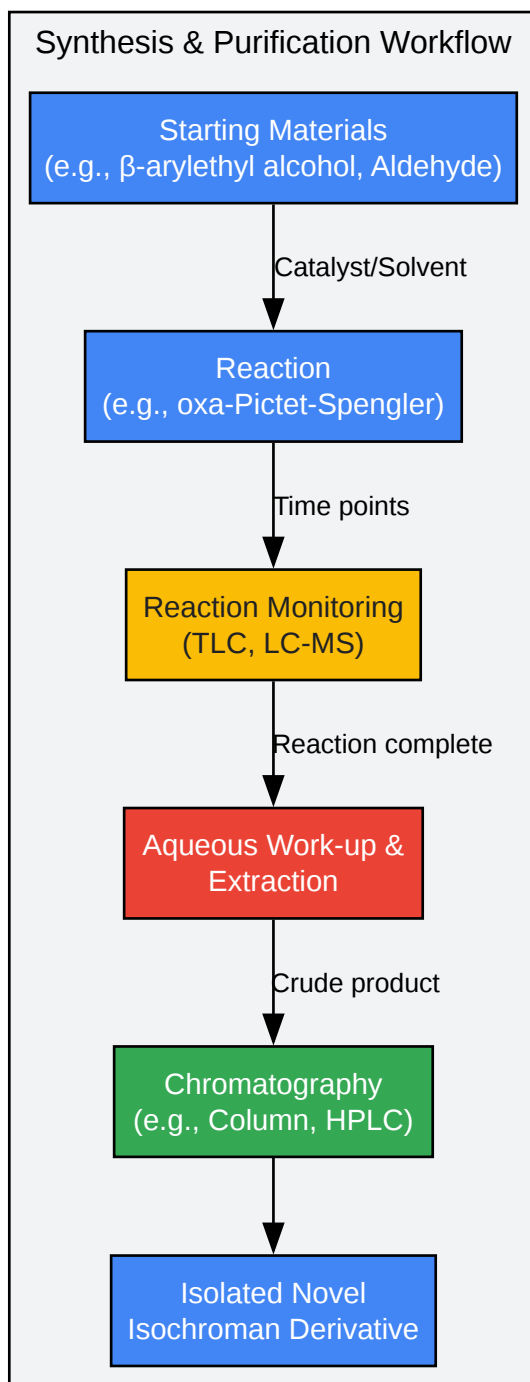 Synthesis & Purification Workflow
Starting Materials
(e.g., β-arylethyl alcohol, Aldehyde)
Catalyst/Solvent
Reaction
(e.g., oxa-Pictet-Spengler)
Time points
Reaction Monitoring
(TLC, LC-MS)
Reaction complete
Aqueous Work-up &
Extraction
Crude product
Chromatography
(e.g., Column, HPLC)
Isolated Novel
Isochroman Derivative